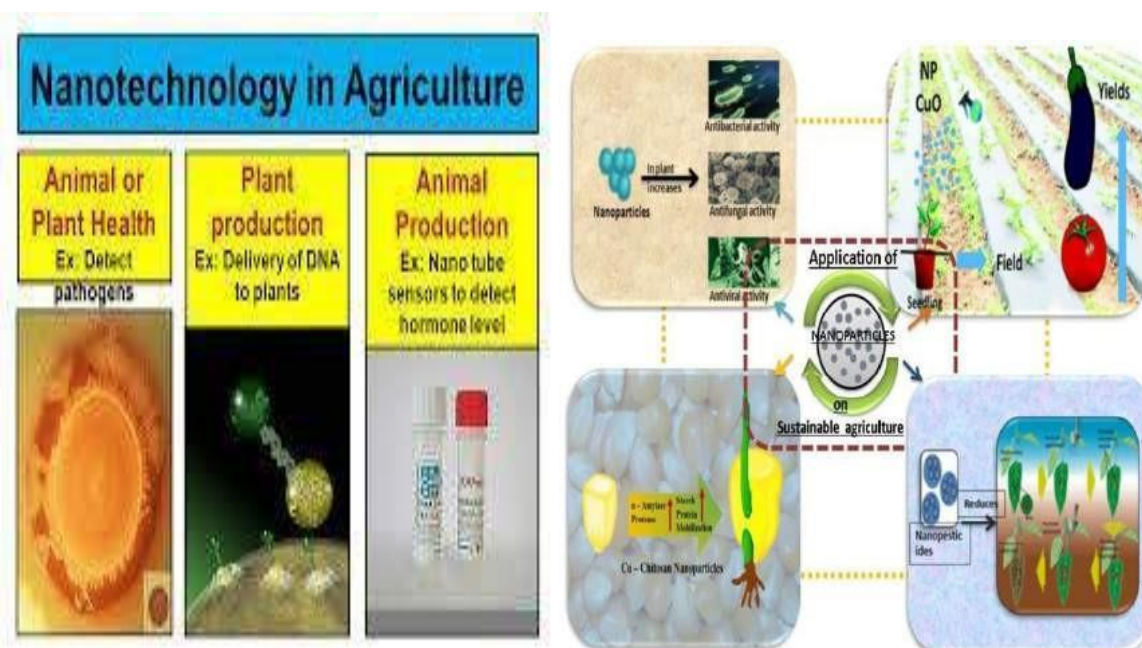 Nanotechnology in Agriculture
Animal or
Plant Health
Ex: Detect
pathogens
Plant
production
Ex: Delivery of DNA
to plants
Animal
Production
Ex: Nano tube
sensors to detect
hormone level
Nanoparticles
In plant
increases
Antibacterial activity
Antifungal activity
Antiviral activity
NP
CuO
Yields
Field
Seedling
Application of
NANOPARTICLES
on
Sustainable agriculture
α – Amylase
Protease
Starch
Protein
Mobilization
Cu – Chitosan Nanoparticles
Nanopestic
ides
Reduces